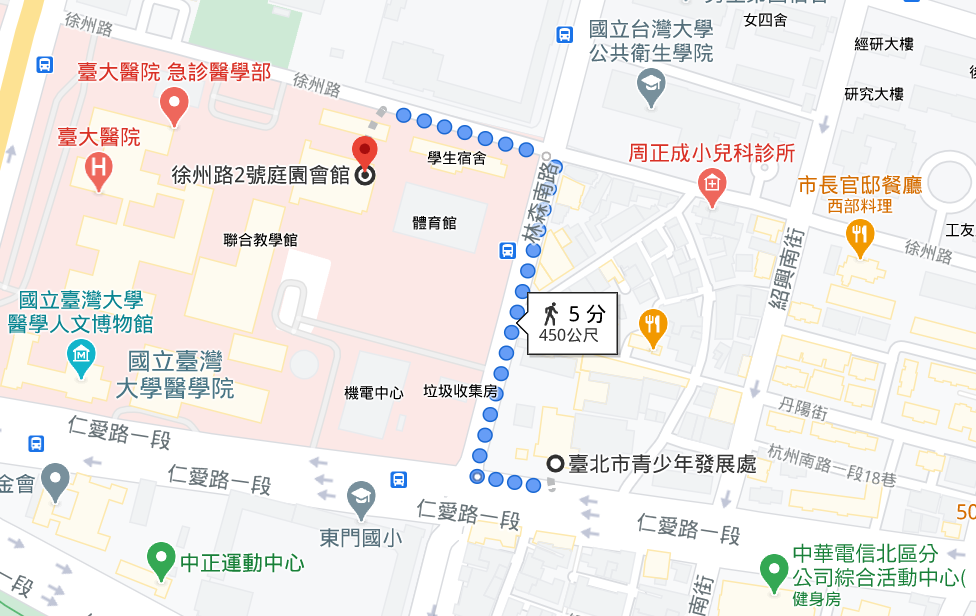 徐州路
女四舍
國立台灣大學
公共衛生學院
經研大樓
臺大醫院 急診醫學部
徐州路
研究大樓
臺大醫院
學生宿舍
周正成小兒科診所
徐州路2號庭園會館
市長官邸餐廳
西部料理
林森南路
體育館
工友
聯合教學館
徐州路
紹興南街
國立臺灣大學
醫學人文博物館
5 分
450公尺
國立臺灣
大學醫學院
機電中心
垃圾收集房
丹陽街
仁愛路一段
臺北市青少年發展處
杭州南路一段18巷
金會
仁愛路一段
仁愛路一段
50
仁愛路一段
東門國小
中正運動中心
中華電信北區分
公司綜合活動中心(
健身房
一段
南街